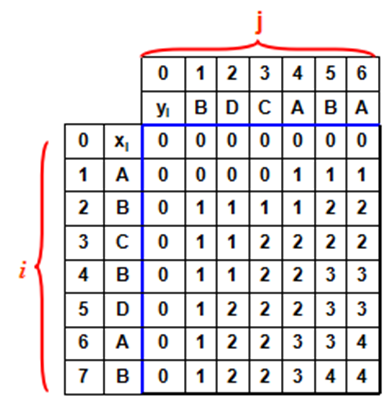 j
0 1 2 3 4 5 6
yⱼ B D C A B A
0 xᵢ 0 0 0 0 0 0 0
1 A 0 0 0 0 1 1 1
2 B 0 1 1 1 1 2 2
3 C 0 1 1 2 2 2 2
4 B 0 1 1 2 2 3 3
5 D 0 1 2 2 2 3 3
i 6 A 0 1 2 2 3 3 4
7 B 0 1 2 2 3 4 4